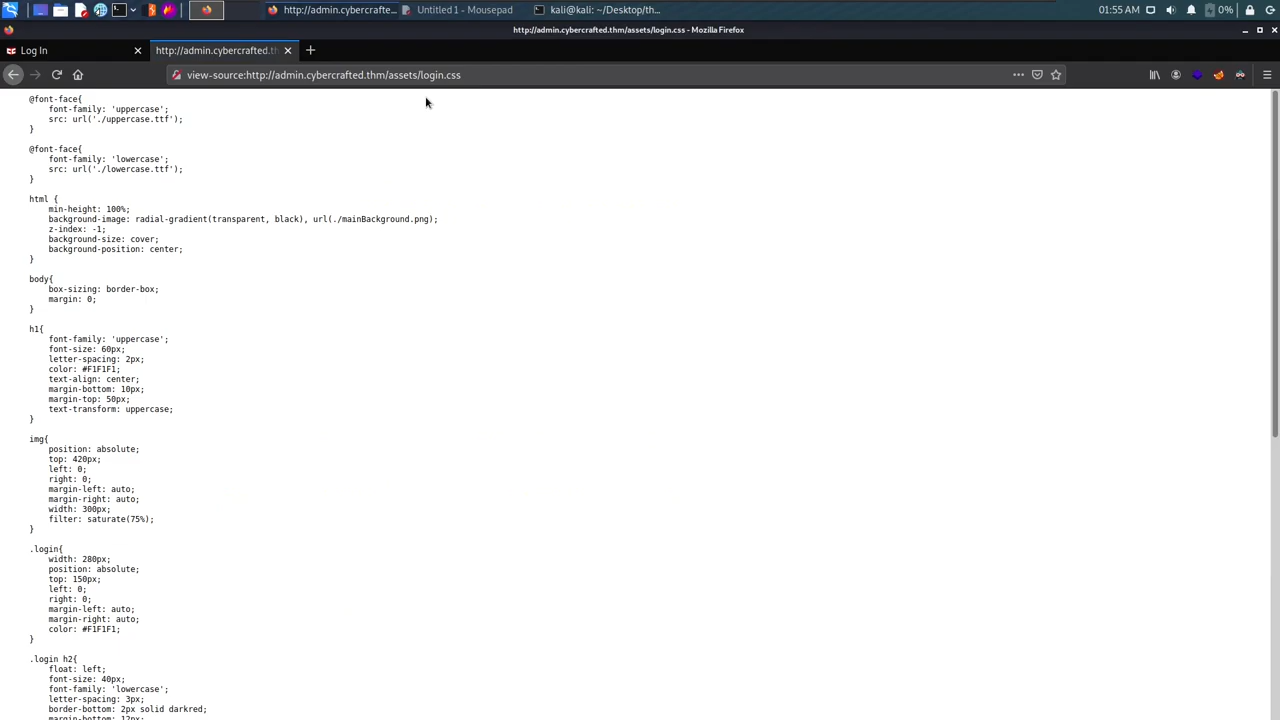 http://admin.cybercrafte...
Untitled 1 - Mousepad
kali@kali: ~/Desktop/th...
01:55 AM
0%
http://admin.cybercrafted.thm/assets/login.css - Mozilla Firefox
Log In
http://admin.cybercrafted.th
view-source:http://admin.cybercrafted.thm/assets/login.css
@font-face{
font-family: 'uppercase';
src: url('./uppercase.ttf');
}
@font-face{
font-family: 'lowercase';
src: url('./lowercase.ttf');
}
html {
min-height: 100%;
background-image: radial-gradient(transparent, black), url(./mainBackground.png);
z-index: -1;
background-size: cover;
background-position: center;
}
body{
box-sizing: border-box;
margin: 0;
}
h1{
font-family: 'uppercase';
font-size: 60px;
letter-spacing: 2px;
color: #F1F1F1;
text-align: center;
margin-bottom: 10px;
margin-top: 50px;
text-transform: uppercase;
}
img{
position: absolute;
top: 420px;
left: 0;
right: 0;
margin-left: auto;
margin-right: auto;
width: 300px;
filter: saturate(75%);
}
.login{
width: 280px;
position: absolute;
top: 150px;
left: 0;
right: 0;
margin-left: auto;
margin-right: auto;
color: #F1F1F1;
}
.login h2{
float: left;
font-size: 40px;
font-family: 'lowercase';
letter-spacing: 3px;
border-bottom: 2px solid darkred;
margin-bottom: 12px;